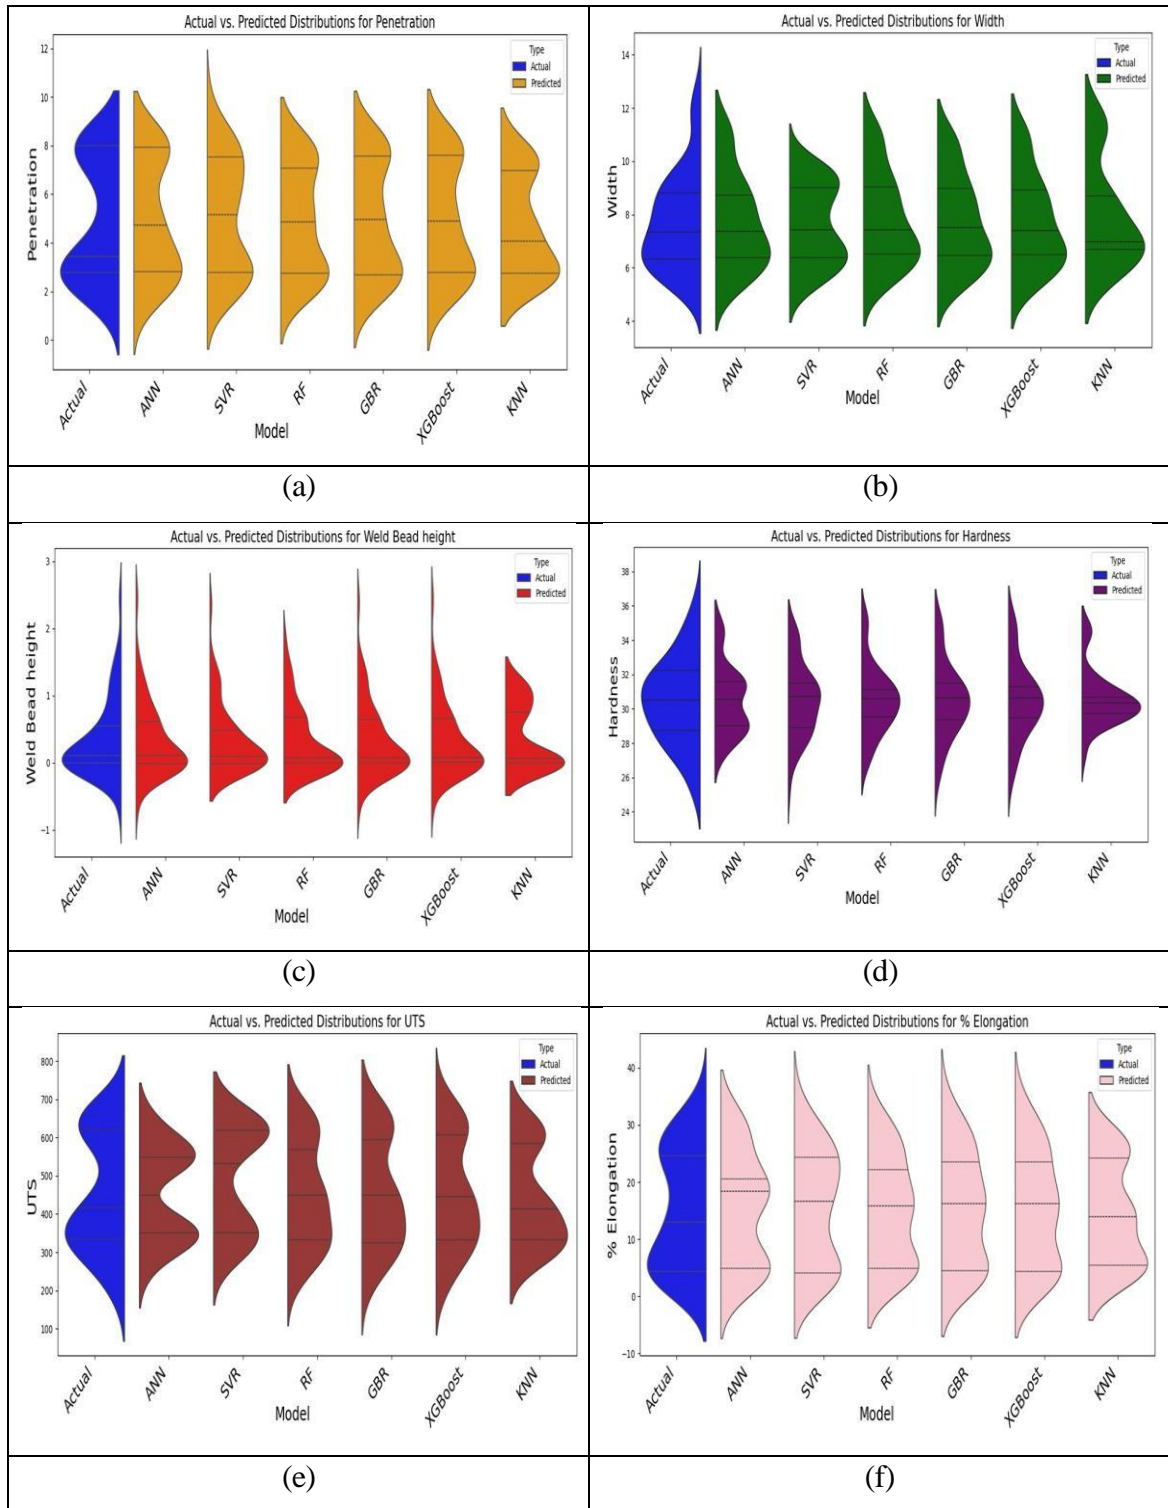 Actual vs. Predicted Distributions for Penetration
Type
Actual
Predicted
12
10
8
6
4
2
0
Penetration
Actual
ANN
SVR
RF
GBR
XGBoost
KNN
Model
(a)
Actual vs. Predicted Distributions for Width
Type
Actual
Predicted
14
12
10
8
6
4
Width
Actual
ANN
SVR
RF
GBR
XGBoost
KNN
Model
(b)
Actual vs. Predicted Distributions for Weld Bead height
Type
Actual
Predicted
3
2
1
0
−1
Weld Bead height
Actual
ANN
SVR
RF
GBR
XGBoost
KNN
Model
(c)
Actual vs. Predicted Distributions for Hardness
Type
Actual
Predicted
38
36
34
32
30
28
26
24
Hardness
Actual
ANN
SVR
RF
GBR
XGBoost
KNN
Model
(d)
Actual vs. Predicted Distributions for UTS
Type
Actual
Predicted
800
700
600
500
400
300
200
100
UTS
Actual
ANN
SVR
RF
GBR
XGBoost
KNN
Model
(e)
Actual vs. Predicted Distributions for % Elongation
Type
Actual
Predicted
40
30
20
10
0
−10
% Elongation
Actual
ANN
SVR
RF
GBR
XGBoost
KNN
Model
(f)